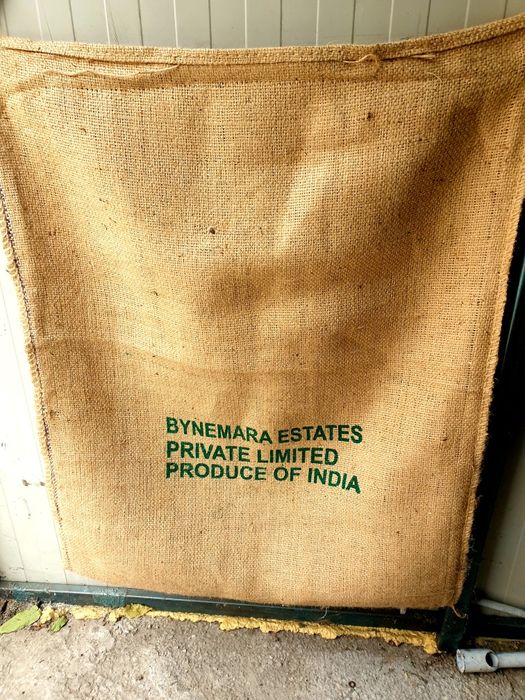 BYNEMARA ESTATES
PRIVATE LIMITED
PRODUCE OF INDIA